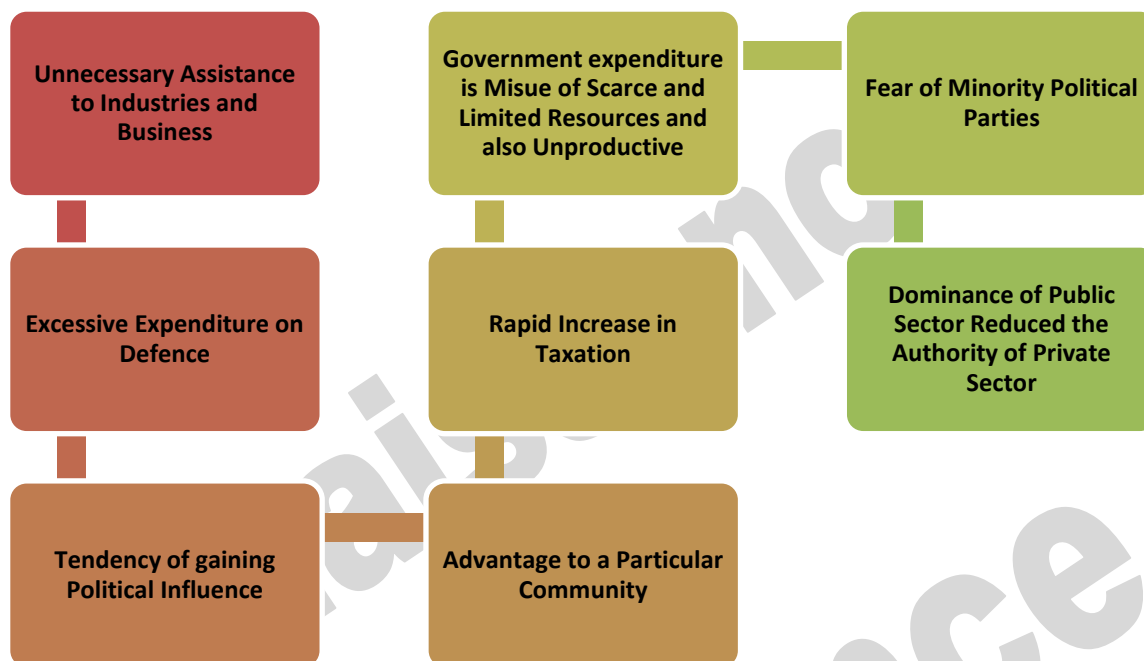 Unnecessary Assistance
to Industries and
Business
Excessive Expenditure on
Defence
Tendency of gaining
Political Influence
Advantage to a Particular
Community
Rapid Increase in
Taxation
Government expenditure
is Misue of Scarce and
Limited Resources and
also Unproductive
Fear of Minority Political
Parties
Dominance of Public
Sector Reduced the
Authority of Private
Sector